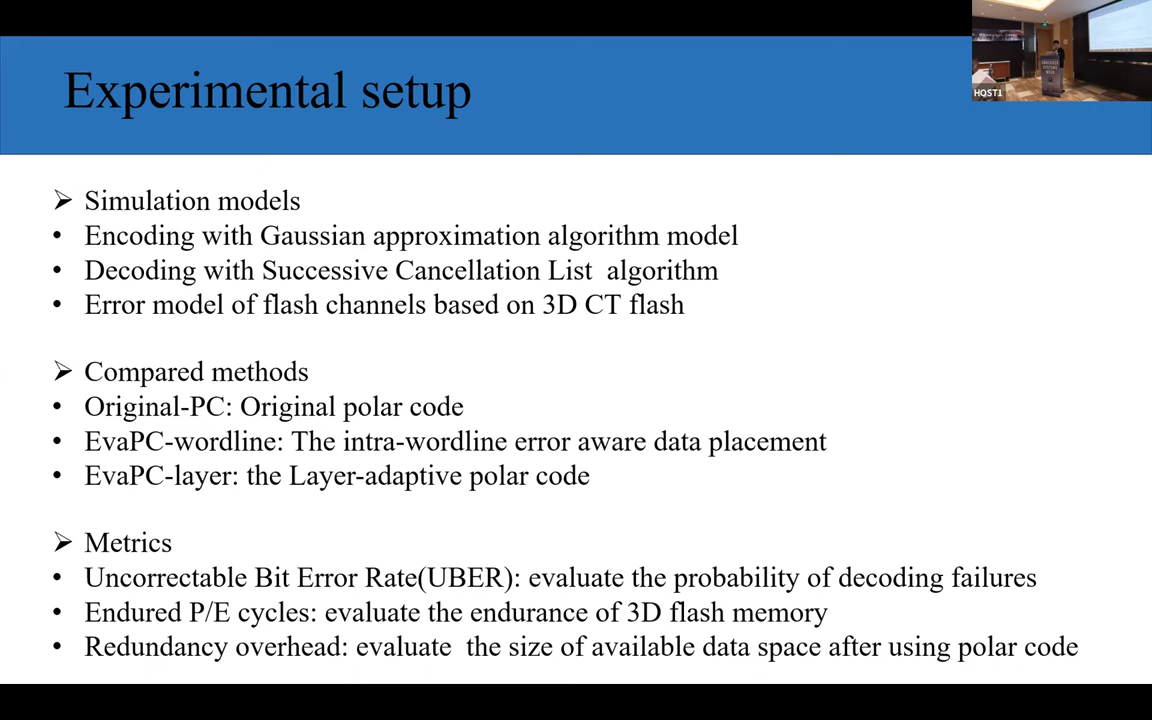 Experimental setup
HOST1
EMBEDDED
SYSTEMS
WEEK
➢ Simulation models
• Encoding with Gaussian approximation algorithm model
• Decoding with Successive Cancellation List  algorithm
• Error model of flash channels based on 3D CT flash
➢ Compared methods
• Original-PC: Original polar code
• EvaPC-wordline: The intra-wordline error aware data placement
• EvaPC-layer: the Layer-adaptive polar code
➢ Metrics
• Uncorrectable Bit Error Rate(UBER): evaluate the probability of decoding failures
• Endured P/E cycles: evaluate the endurance of 3D flash memory
• Redundancy overhead: evaluate  the size of available data space after using polar code